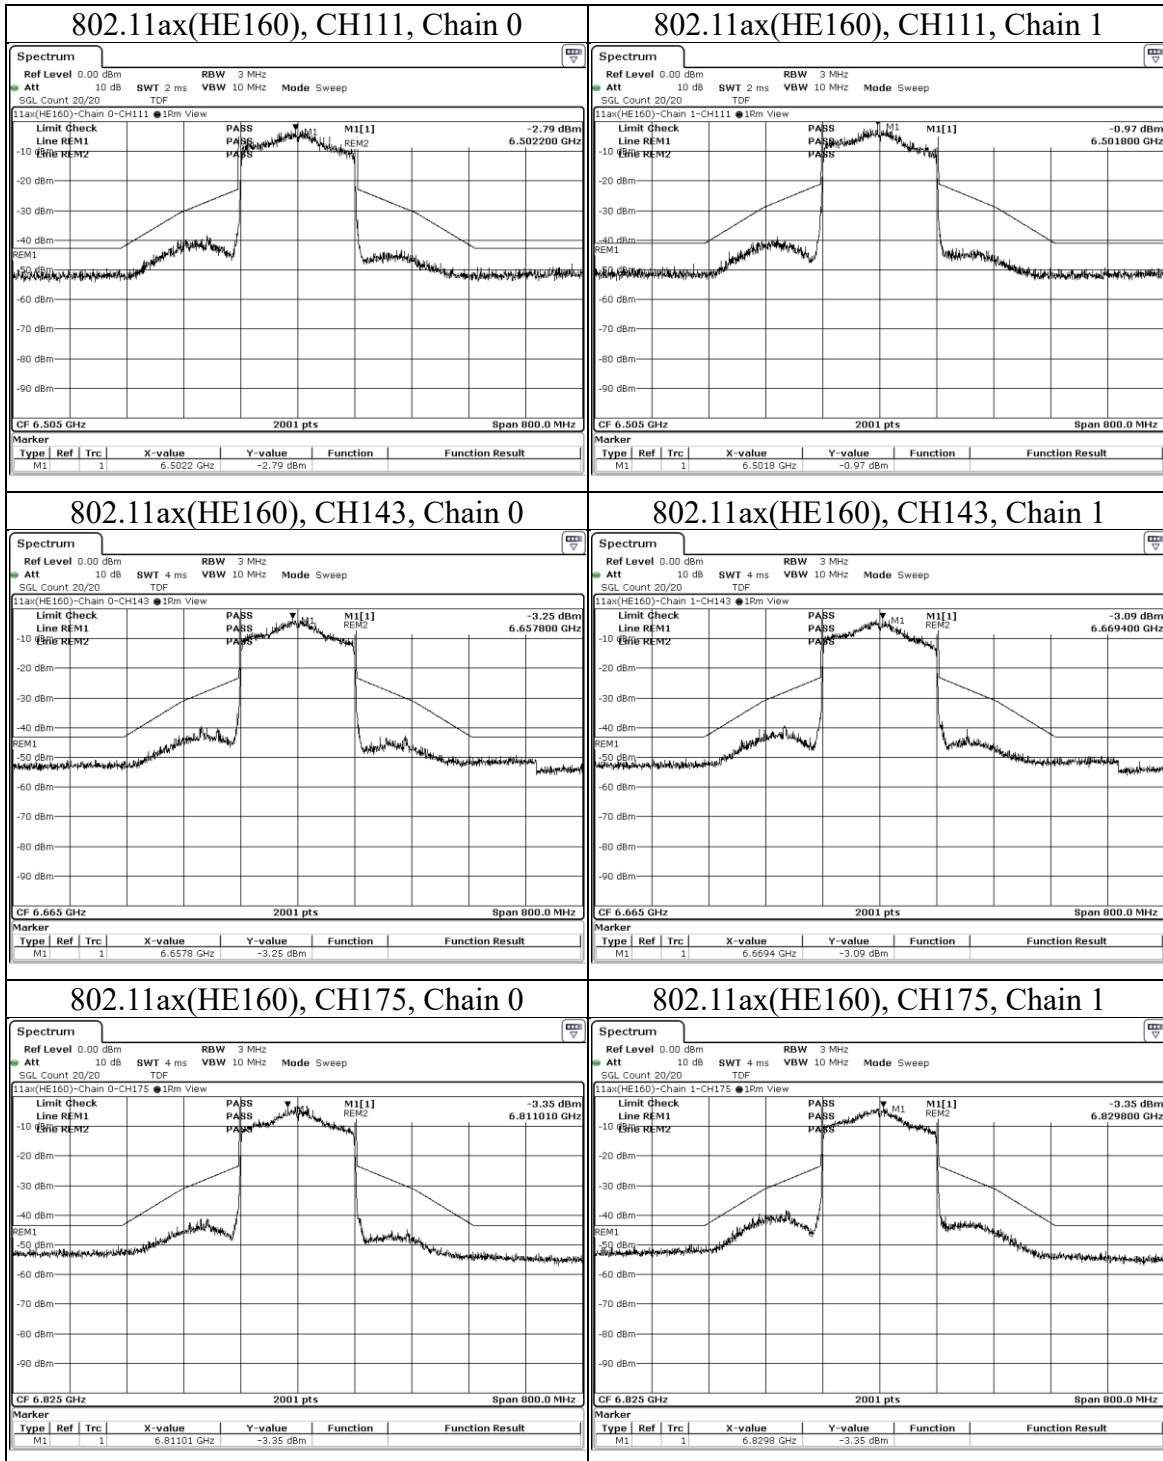 802.11ax(HE160), CH111, Chain 0
Spectrum
Ref Level 0.00 dBm RBW 3 MHz
Att 10 dB SWT 2 ms VBW 10 MHz Mode Sweep
SGL Count 20/20 TDF
11ax(HE160)-Chain 0-CH111 1Rm View
Limit Check PASS M1 M1[1] -2.79 dBm
Line REM1 PASS REM2 6.502200 GHz
Line REM2 PASS
-10 dBm
-20 dBm
-30 dBm
-40 dBm
REM1
-50 dBm
-60 dBm
-70 dBm
-80 dBm
-90 dBm
CF 6.505 GHz 2001 pts Span 800.0 MHz
Marker
Type Ref Trc X-value Y-value Function Function Result
M1 1 6.5022 GHz -2.79 dBm
802.11ax(HE160), CH111, Chain 1
Spectrum
Ref Level 0.00 dBm RBW 3 MHz
Att 10 dB SWT 2 ms VBW 10 MHz Mode Sweep
SGL Count 20/20 TDF
11ax(HE160)-Chain 1-CH111 1Rm View
Limit Check PASS M1 M1[1] -0.97 dBm
Line REM1 PASS REM2 6.501800 GHz
Line REM2 PASS
-10 dBm
-20 dBm
-30 dBm
-40 dBm
REM1
-50 dBm
-60 dBm
-70 dBm
-80 dBm
-90 dBm
CF 6.505 GHz 2001 pts Span 800.0 MHz
Marker
Type Ref Trc X-value Y-value Function Function Result
M1 1 6.5018 GHz -0.97 dBm
802.11ax(HE160), CH143, Chain 0
Spectrum
Ref Level 0.00 dBm RBW 3 MHz
Att 10 dB SWT 4 ms VBW 10 MHz Mode Sweep
SGL Count 20/20 TDF
11ax(HE160)-Chain 0-CH143 1Rm View
Limit Check PASS M1 M1[1] -3.25 dBm
Line REM1 PASS REM2 6.657800 GHz
Line REM2 PASS
-10 dBm
-20 dBm
-30 dBm
-40 dBm
REM1
-50 dBm
-60 dBm
-70 dBm
-80 dBm
-90 dBm
CF 6.665 GHz 2001 pts Span 800.0 MHz
Marker
Type Ref Trc X-value Y-value Function Function Result
M1 1 6.6578 GHz -3.25 dBm
802.11ax(HE160), CH143, Chain 1
Spectrum
Ref Level 0.00 dBm RBW 3 MHz
Att 10 dB SWT 4 ms VBW 10 MHz Mode Sweep
SGL Count 20/20 TDF
11ax(HE160)-Chain 1-CH143 1Rm View
Limit Check PASS M1 M1[1] -3.09 dBm
Line REM1 PASS REM2 6.669400 GHz
Line REM2 PASS
-10 dBm
-20 dBm
-30 dBm
-40 dBm
REM1
-50 dBm
-60 dBm
-70 dBm
-80 dBm
-90 dBm
CF 6.665 GHz 2001 pts Span 800.0 MHz
Marker
Type Ref Trc X-value Y-value Function Function Result
M1 1 6.6694 GHz -3.09 dBm
802.11ax(HE160), CH175, Chain 0
Spectrum
Ref Level 0.00 dBm RBW 3 MHz
Att 10 dB SWT 4 ms VBW 10 MHz Mode Sweep
SGL Count 20/20 TDF
11ax(HE160)-Chain 0-CH175 1Rm View
Limit Check PASS M1 M1[1] -3.35 dBm
Line REM1 PASS REM2 6.811010 GHz
Line REM2 PASS
-10 dBm
-20 dBm
-30 dBm
-40 dBm
REM1
-50 dBm
-60 dBm
-70 dBm
-80 dBm
-90 dBm
CF 6.825 GHz 2001 pts Span 800.0 MHz
Marker
Type Ref Trc X-value Y-value Function Function Result
M1 1 6.81101 GHz -3.35 dBm
802.11ax(HE160), CH175, Chain 1
Spectrum
Ref Level 0.00 dBm RBW 3 MHz
Att 10 dB SWT 4 ms VBW 10 MHz Mode Sweep
SGL Count 20/20 TDF
11ax(HE160)-Chain 1-CH175 1Rm View
Limit Check PASS M1 M1[1] -3.35 dBm
Line REM1 PASS REM2 6.829800 GHz
Line REM2 PASS
-10 dBm
-20 dBm
-30 dBm
-40 dBm
REM1
-50 dBm
-60 dBm
-70 dBm
-80 dBm
-90 dBm
CF 6.825 GHz 2001 pts Span 800.0 MHz
Marker
Type Ref Trc X-value Y-value Function Function Result
M1 1 6.8298 GHz -3.35 dBm